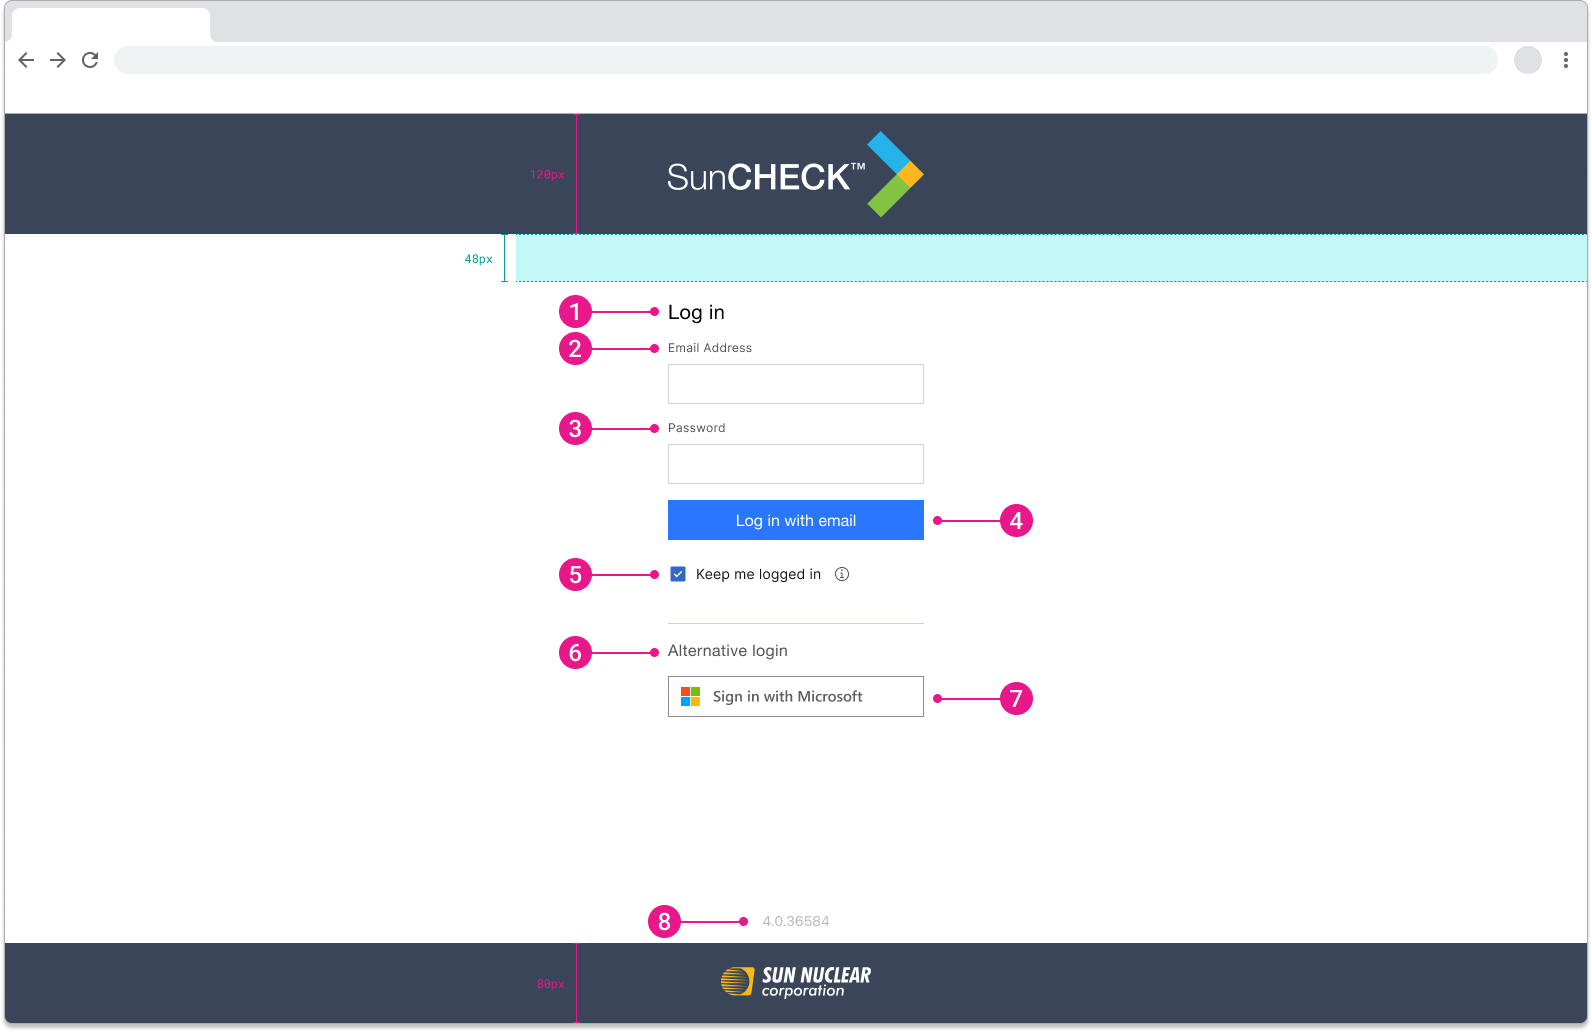 120px
SunCHECK™
48px
1 Log in
2 Email Address
3 Password
Log in with email 4
5 Keep me logged in
6 Alternative login
Sign in with Microsoft 7
8 4.0.36584
80px
SUN NUCLEAR
corporation